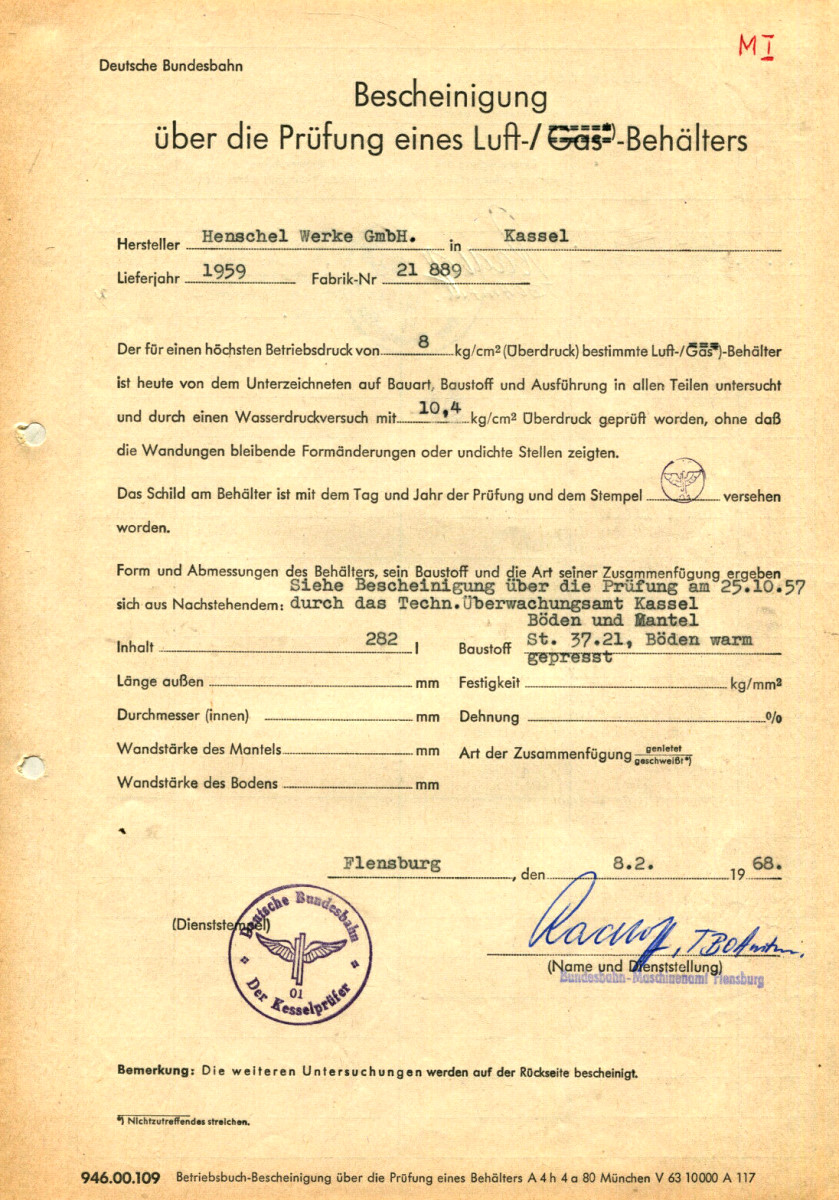 MI
Deutsche Bundesbahn
Bescheinigung
über die Prüfung eines Luft-/Gas*)-Behälters
Hersteller Henschel Werke GmbH. in Kassel
Lieferjahr 1959 Fabrik-Nr 21 889
Der für einen höchsten Betriebsdruck von 8 kg/cm² (Überdruck) bestimmte Luft-/Gas*)-Behälter
ist heute von dem Unterzeichneten auf Bauart, Baustoff und Ausführung in allen Teilen untersucht
und durch einen Wasserdruckversuch mit 10,4 kg/cm² Überdruck geprüft worden, ohne daß
die Wandungen bleibende Formänderungen oder undichte Stellen zeigten.
Das Schild am Behälter ist mit dem Tag und Jahr der Prüfung und dem Stempel versehen
worden.
Form und Abmessungen des Behälters, sein Baustoff und die Art seiner Zusammenfügung ergeben
Siehe Bescheinigung über die Prüfung am 25.10.57
sich aus Nachstehendem: durch das Techn.Überwachungsamt Kassel
Böden und Mantel
Inhalt 282 l Baustoff St. 37.21, Böden warm
gepresst
Länge außen mm Festigkeit kg/mm²
Durchmesser (innen) mm Dehnung %
Wandstärke des Mantels mm Art der Zusammenfügung genietet
geschweißt*)
Wandstärke des Bodens mm
Flensburg, den 8.2. 1968.
(Dienststempel)
Deutsche Bundesbahn
01
Der Kesselprüfer
(Name und Dienststellung)
Bundesbahn-Maschinenamt Flensburg
Bemerkung: Die weiteren Untersuchungen werden auf der Rückseite bescheinigt.
*) Nichtzutreffendes streichen.
946.00.109 Betriebsbuch-Bescheinigung über die Prüfung eines Behälters A 4 h 4 a 80 München V 63 10000 A 117